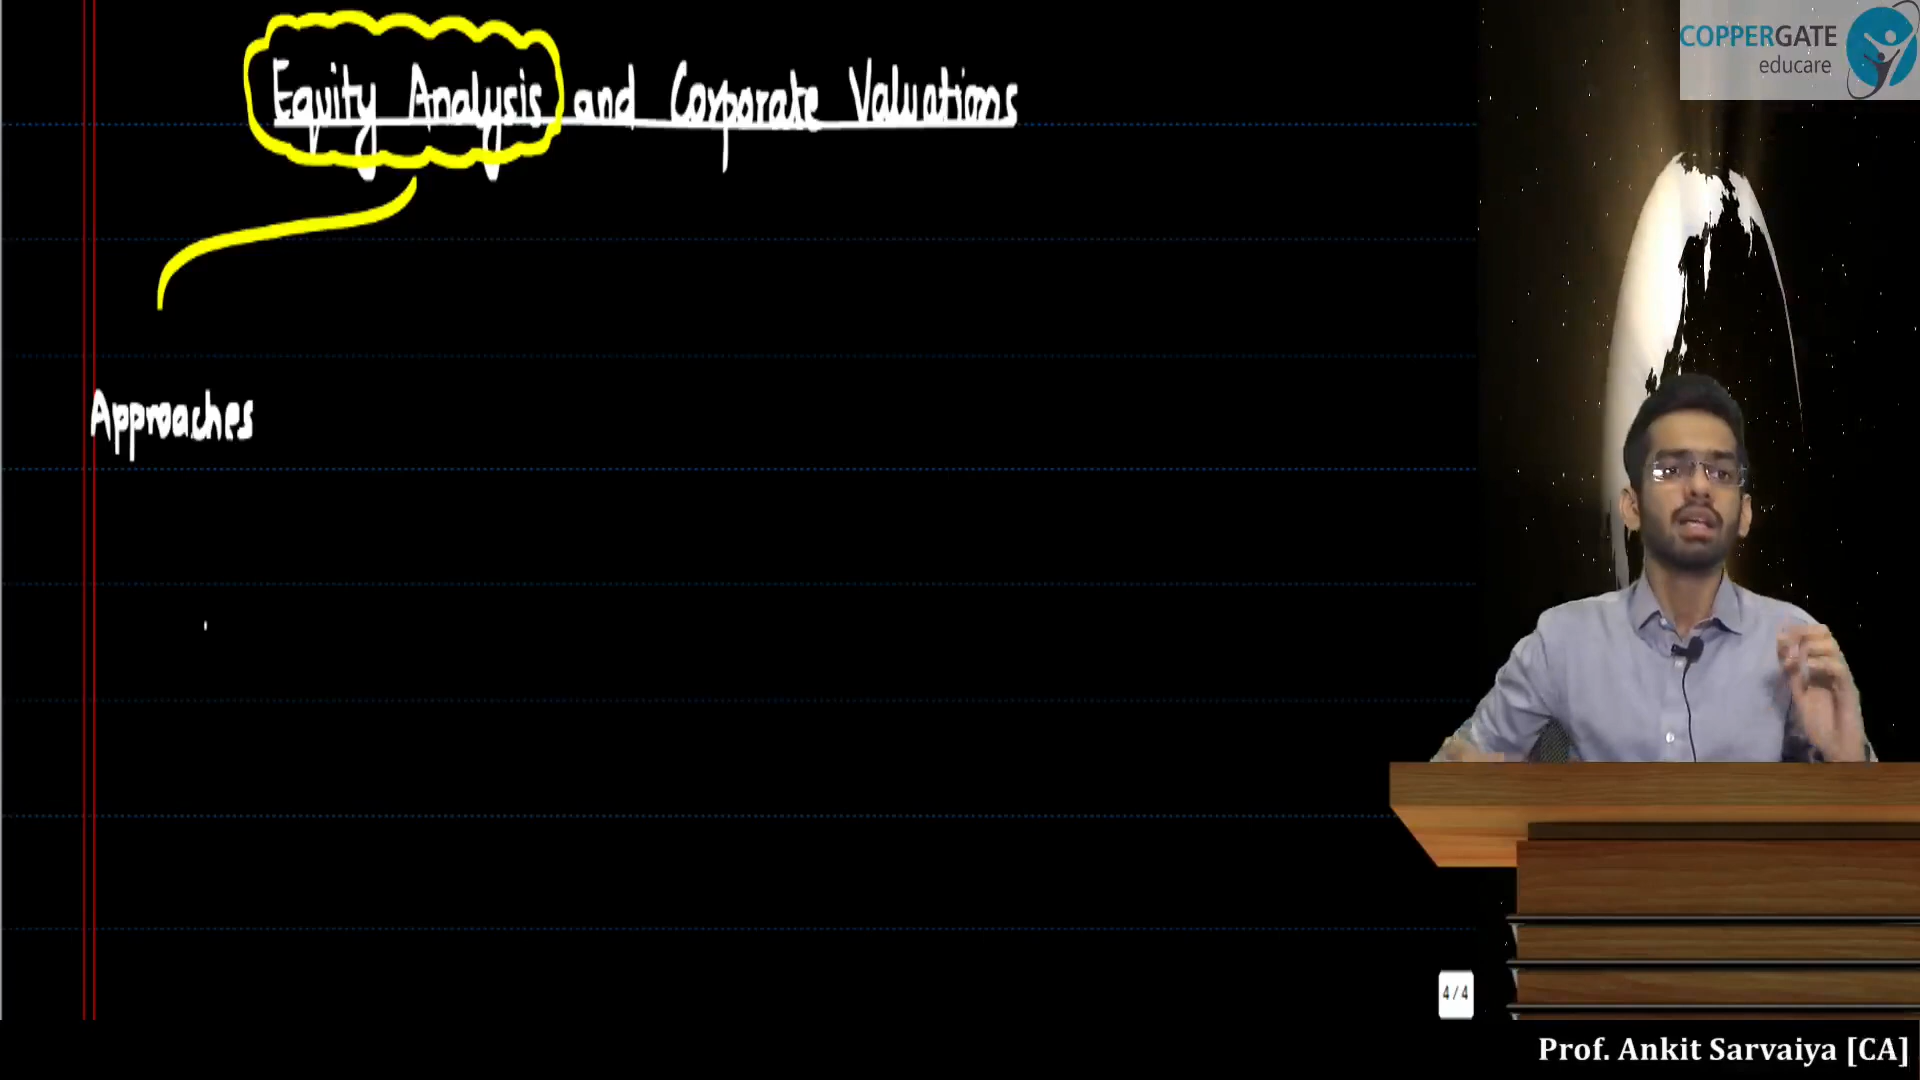 Equity Analysis and Corporate Valuations
COPPERGATE
educare
Approaches
4 / 4
Prof. Ankit Sarvaiya [CA]